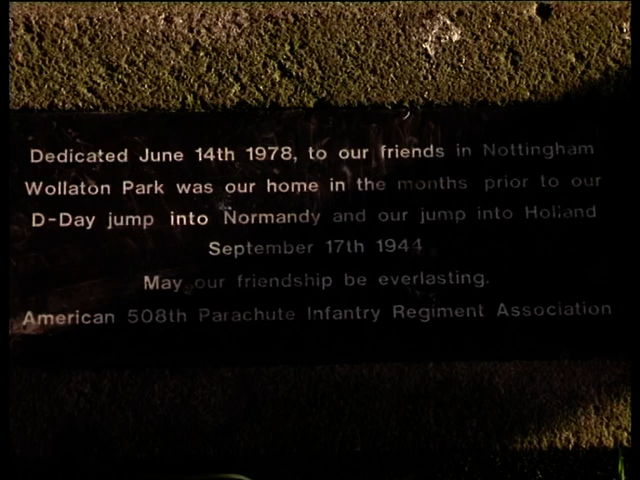 Dedicated June 14th 1978, to our friends in Nottingham
Wollaton Park was our home in the months prior to our
D-Day jump into Normandy and our jump into Holland
September 17th 1944
May our friendship be everlasting.
American 508th Parachute Infantry Regiment Association